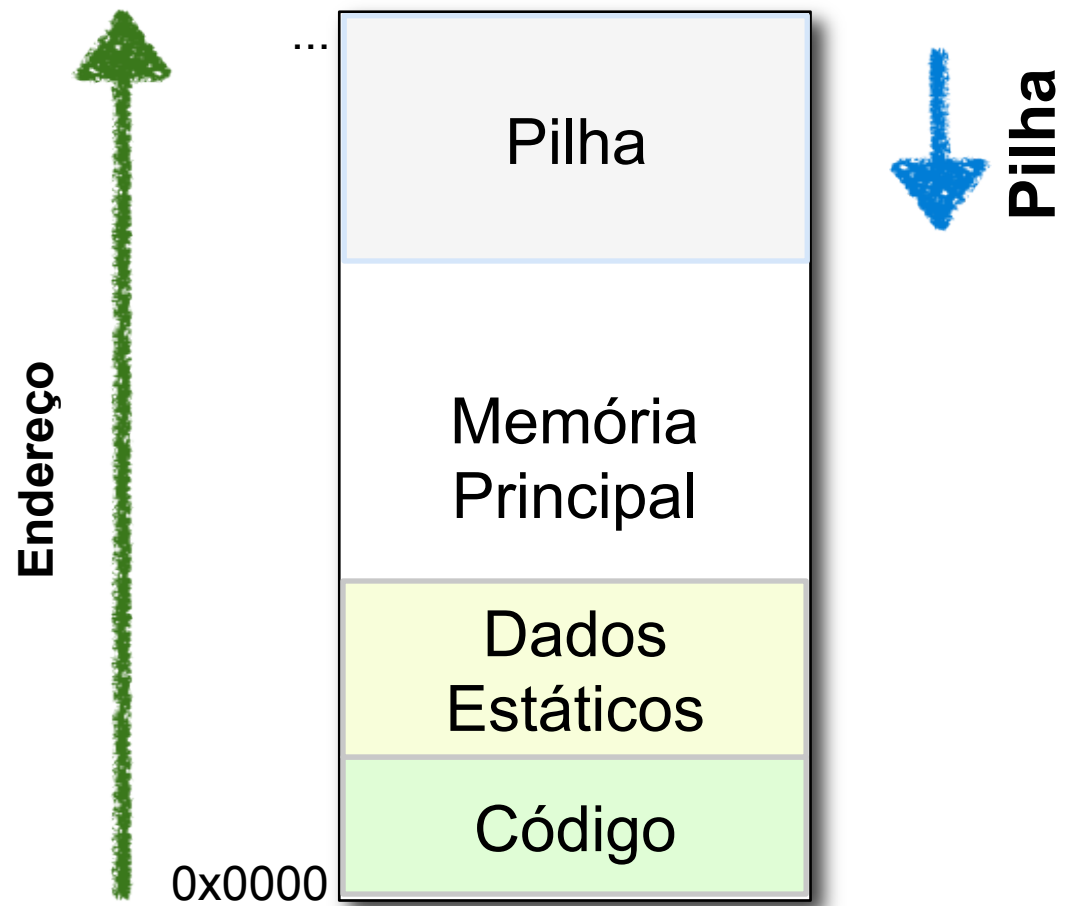 ...
Pilha
Pilha
Endereço
Memória
Principal
Dados
Estáticos
Código
0x0000